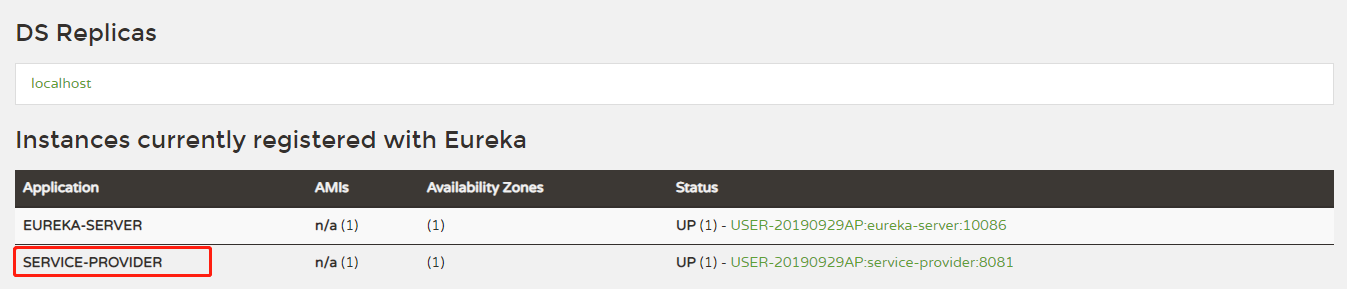 DS Replicas
localhost
Instances currently registered with Eureka
Application AMIs Availability Zones Status
EUREKA-SERVER n/a (1) (1) UP (1) - USER-20190929AP:eureka-server:10086
SERVICE-PROVIDER n/a (1) (1) UP (1) - USER-20190929AP:service-provider:8081